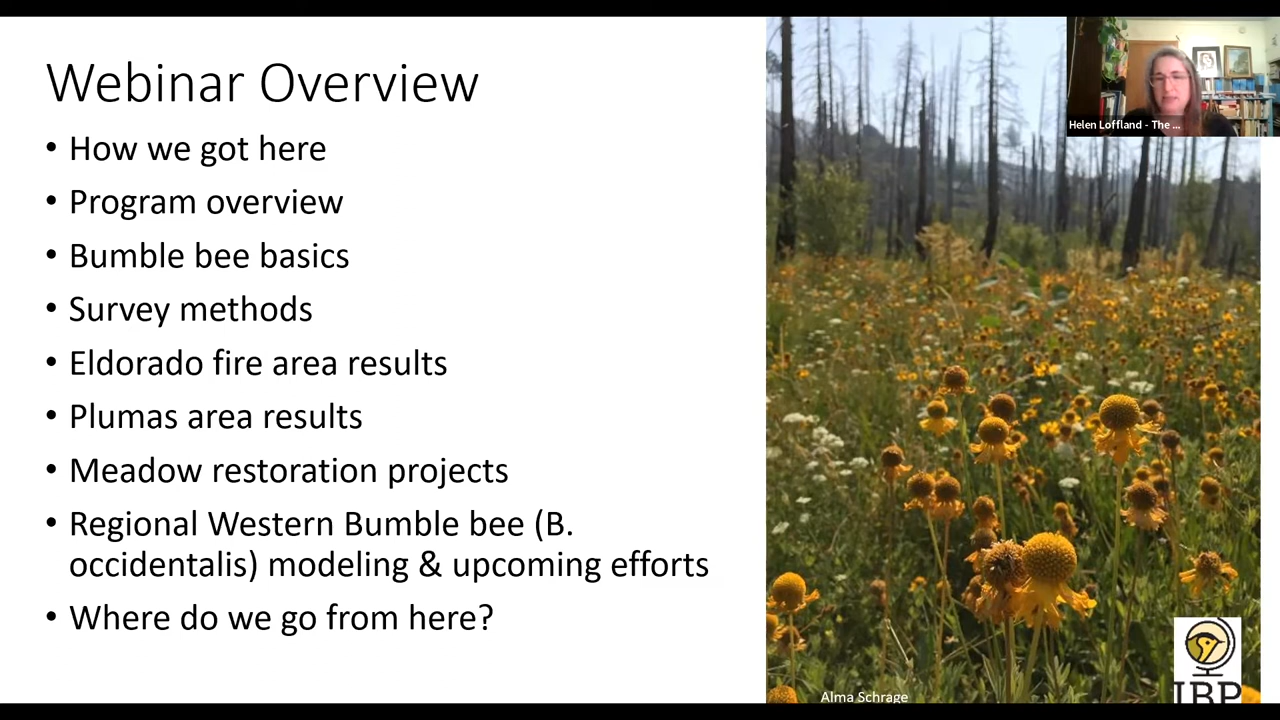 Webinar Overview
• How we got here
• Program overview
• Bumble bee basics
• Survey methods
• Eldorado fire area results
• Plumas area results
• Meadow restoration projects
• Regional Western Bumble bee (B.
occidentalis) modeling & upcoming efforts
• Where do we go from here?
Helen Loffland - The ...
Alma Schrage
IBP